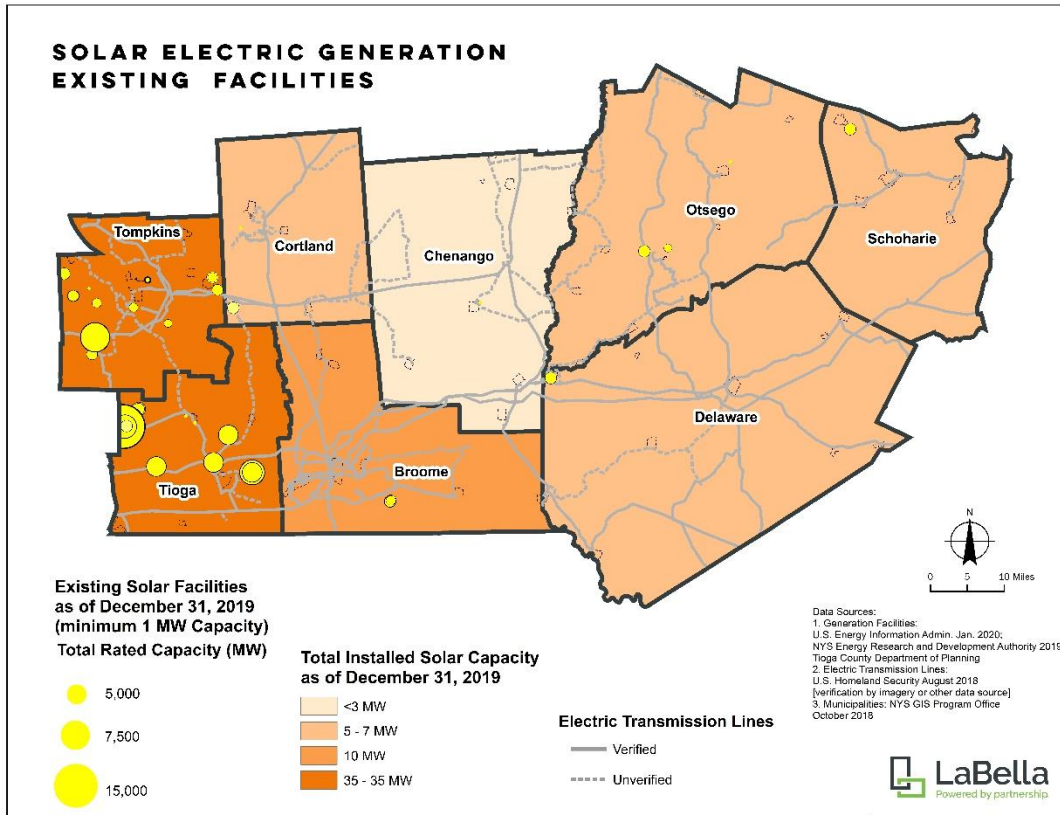 SOLAR ELECTRIC GENERATION
EXISTING FACILITIES
Tompkins
Cortland
Chenango
Otsego
Schoharie
Delaware
Broome
Tioga
N
0 5 10 Miles
Existing Solar Facilities
as of December 31, 2019
(minimum 1 MW Capacity)
Total Rated Capacity (MW)
5,000
7,500
15,000
Total Installed Solar Capacity
as of December 31, 2019
<3 MW
5 - 7 MW
10 MW
35 - 35 MW
Electric Transmission Lines
Verified
Unverified
Data Sources:
1. Generation Facilities:
U.S. Energy Information Admin. Jan. 2020;
NYS Energy Research and Development Authority 2019
Tioga County Department of Planning
2. Electric Transmission Lines:
U.S. Homeland Security August 2018
[verification by imagery or other data source]
3. Municipalities: NYS GIS Program Office
October 2018
LaBella
Powered by partnership